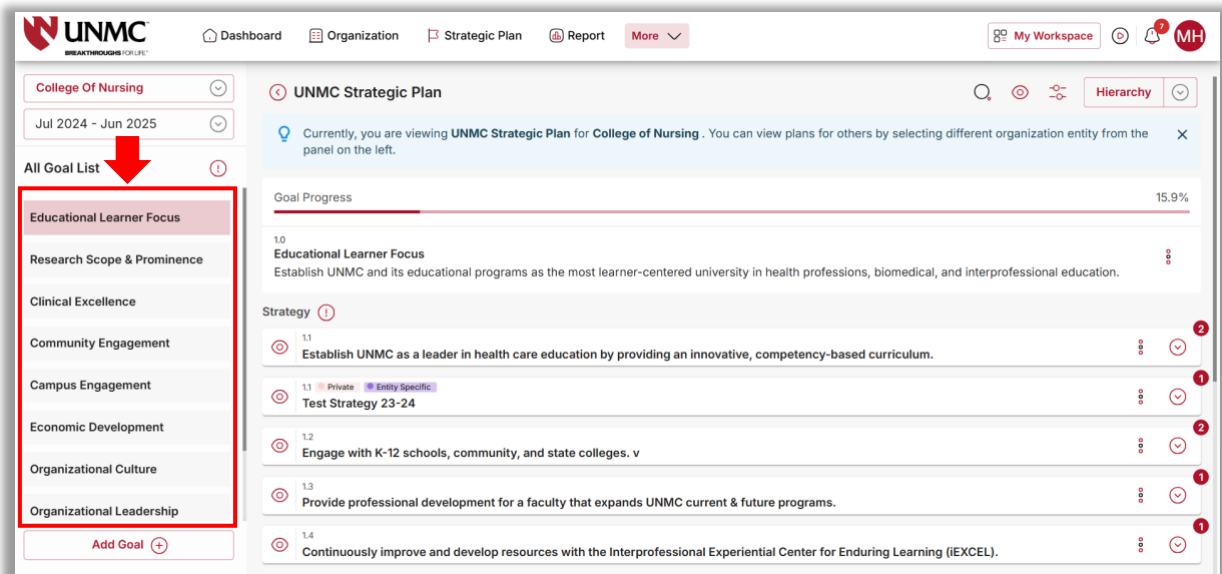 UNMC
BREAKTHROUGHS FOR LIFE™
Dashboard
Organization
Strategic Plan
Report
More
My Workspace
7
MH
College Of Nursing
Jul 2024 - Jun 2025
All Goal List
Educational Learner Focus
Research Scope & Prominence
Clinical Excellence
Community Engagement
Campus Engagement
Economic Development
Organizational Culture
Organizational Leadership
Add Goal
UNMC Strategic Plan
Hierarchy
Currently, you are viewing UNMC Strategic Plan for College of Nursing . You can view plans for others by selecting different organization entity from the
panel on the left.
Goal Progress
15.9%
1.0
Educational Learner Focus
Establish UNMC and its educational programs as the most learner-centered university in health professions, biomedical, and interprofessional education.
Strategy
1.1
Establish UNMC as a leader in health care education by providing an innovative, competency-based curriculum.
2
1.1 Private Entity Specific
Test Strategy 23-24
1
1.2
Engage with K-12 schools, community, and state colleges. v
2
1.3
Provide professional development for a faculty that expands UNMC current & future programs.
1
1.4
Continuously improve and develop resources with the Interprofessional Experiential Center for Enduring Learning (iEXCEL).
1